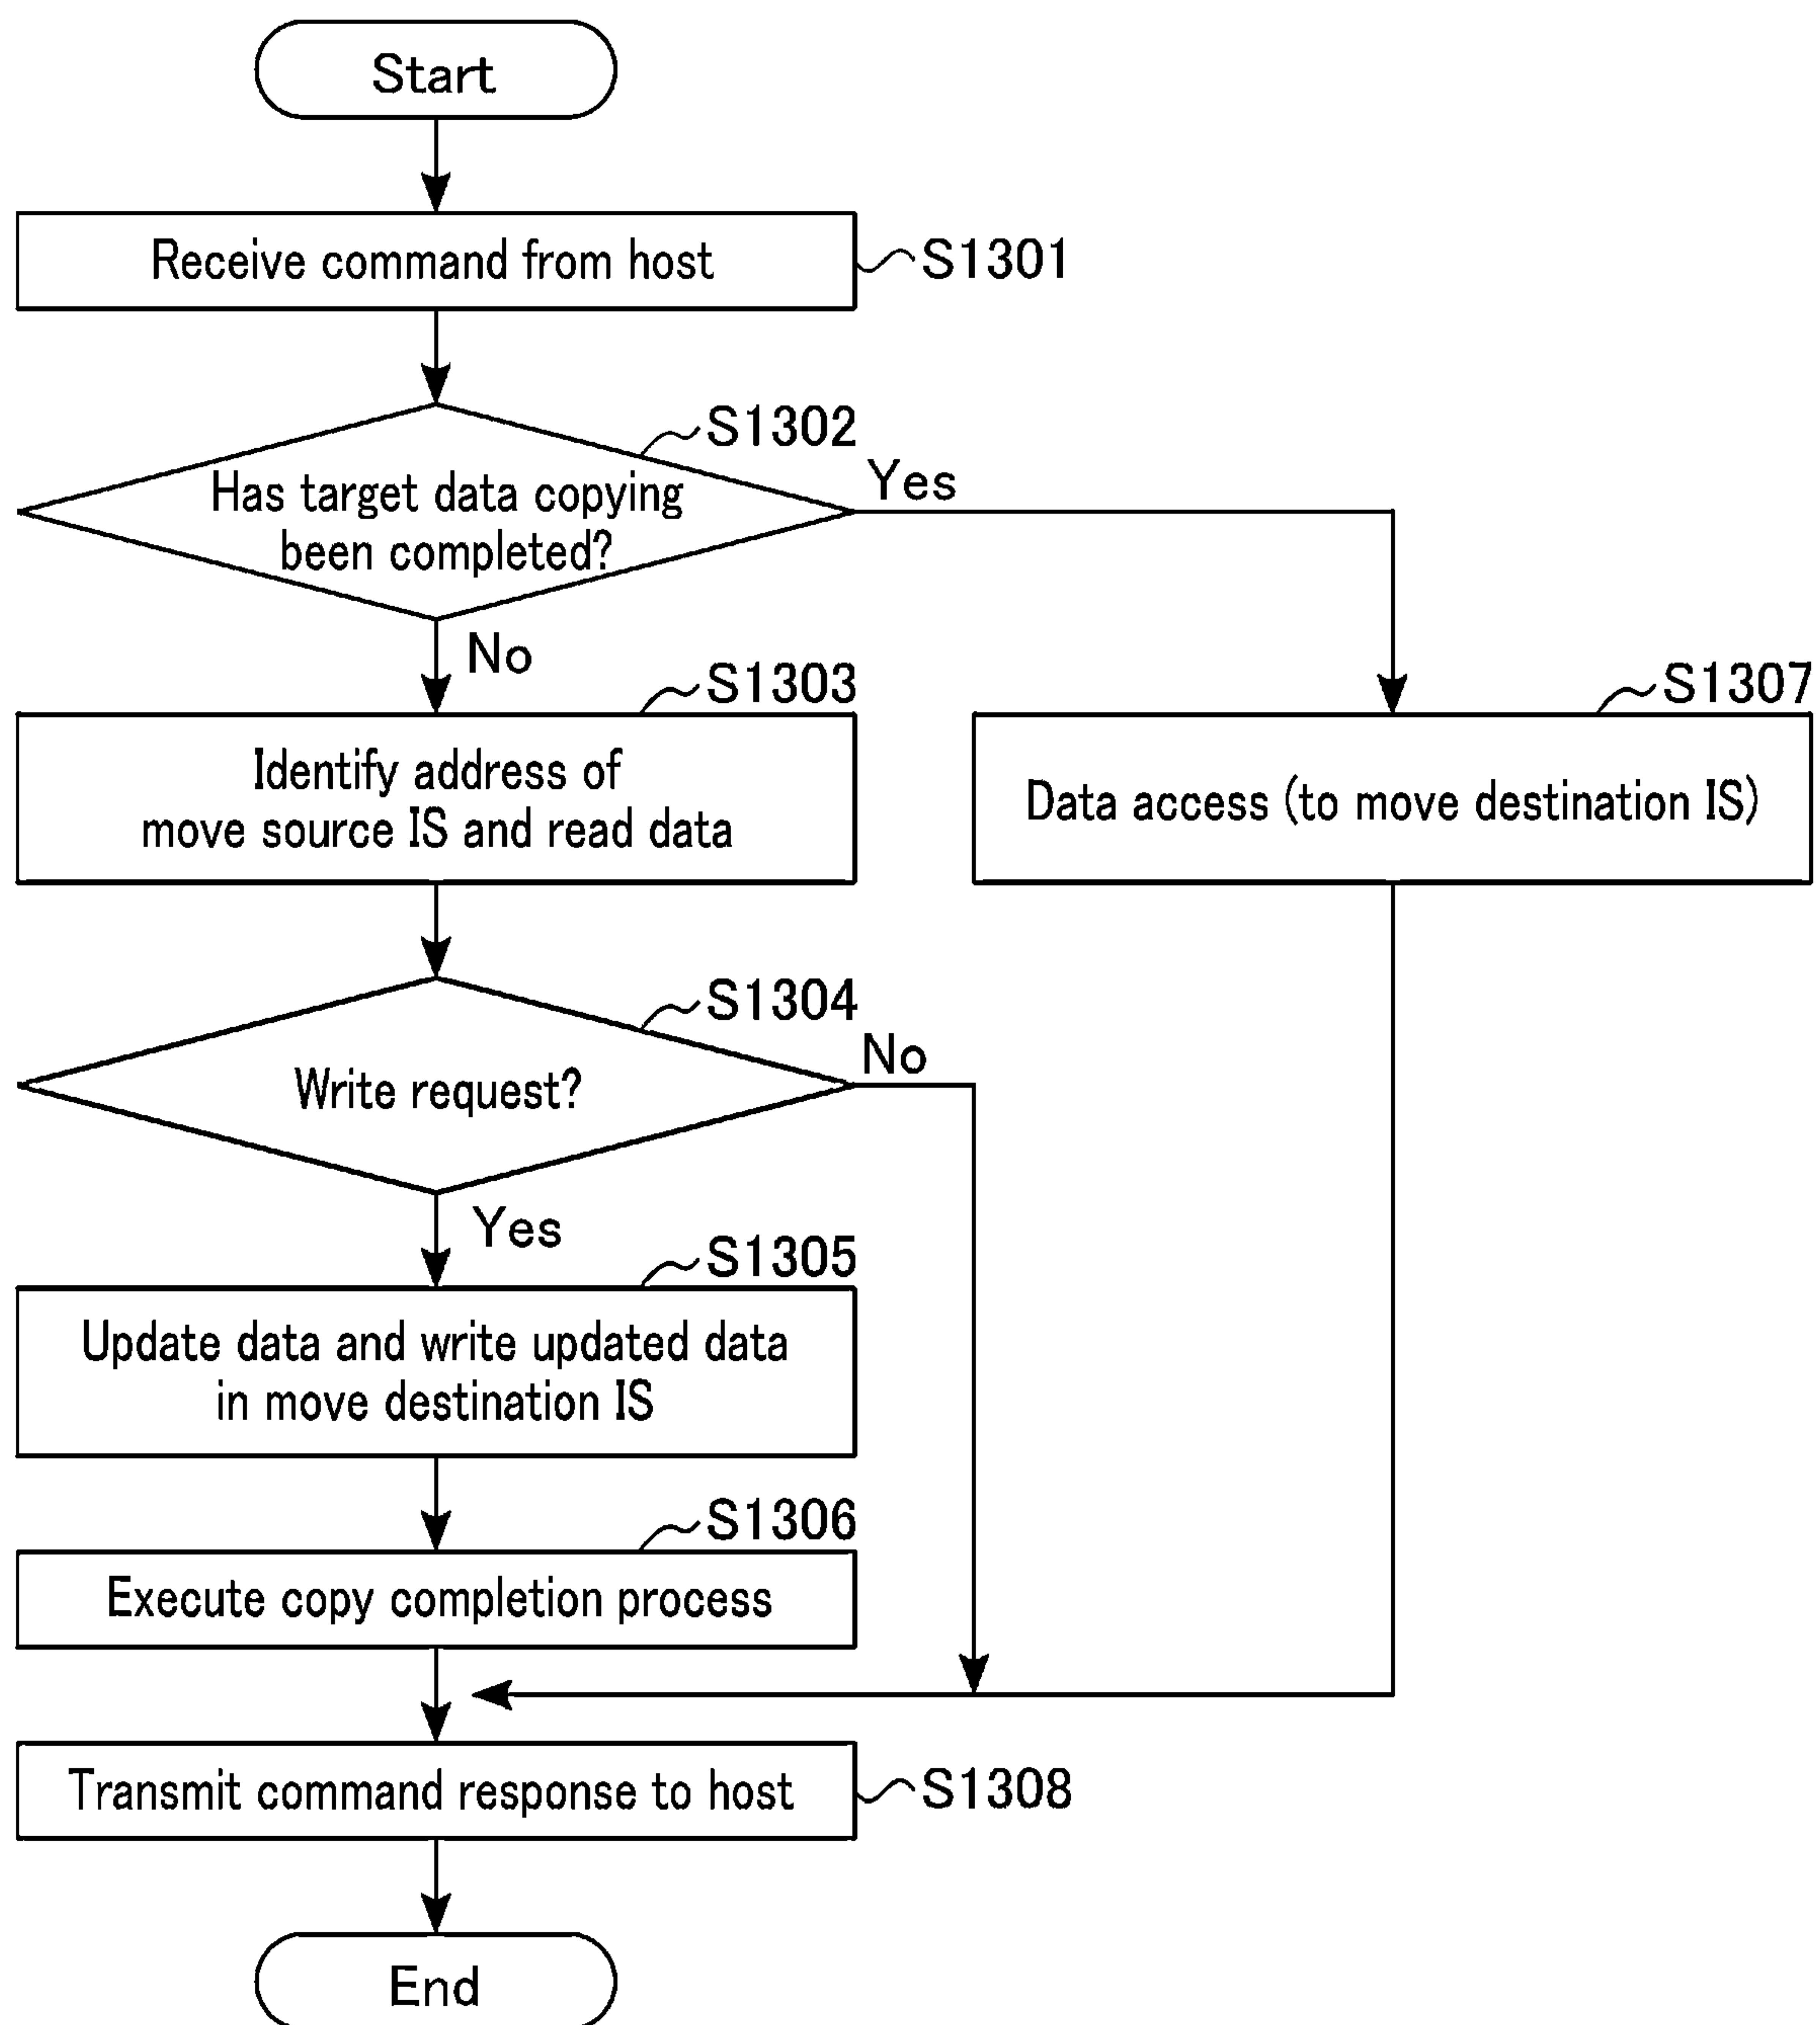 Start
Receive command from host
S1301
S1302
Has target data copying
been completed?
Yes
No
S1303
Identify address of
move source IS and read data
S1307
Data access (to move destination IS)
S1304
Write request?
No
Yes
S1305
Update data and write updated data
in move destination IS
S1306
Execute copy completion process
Transmit command response to host
S1308
End